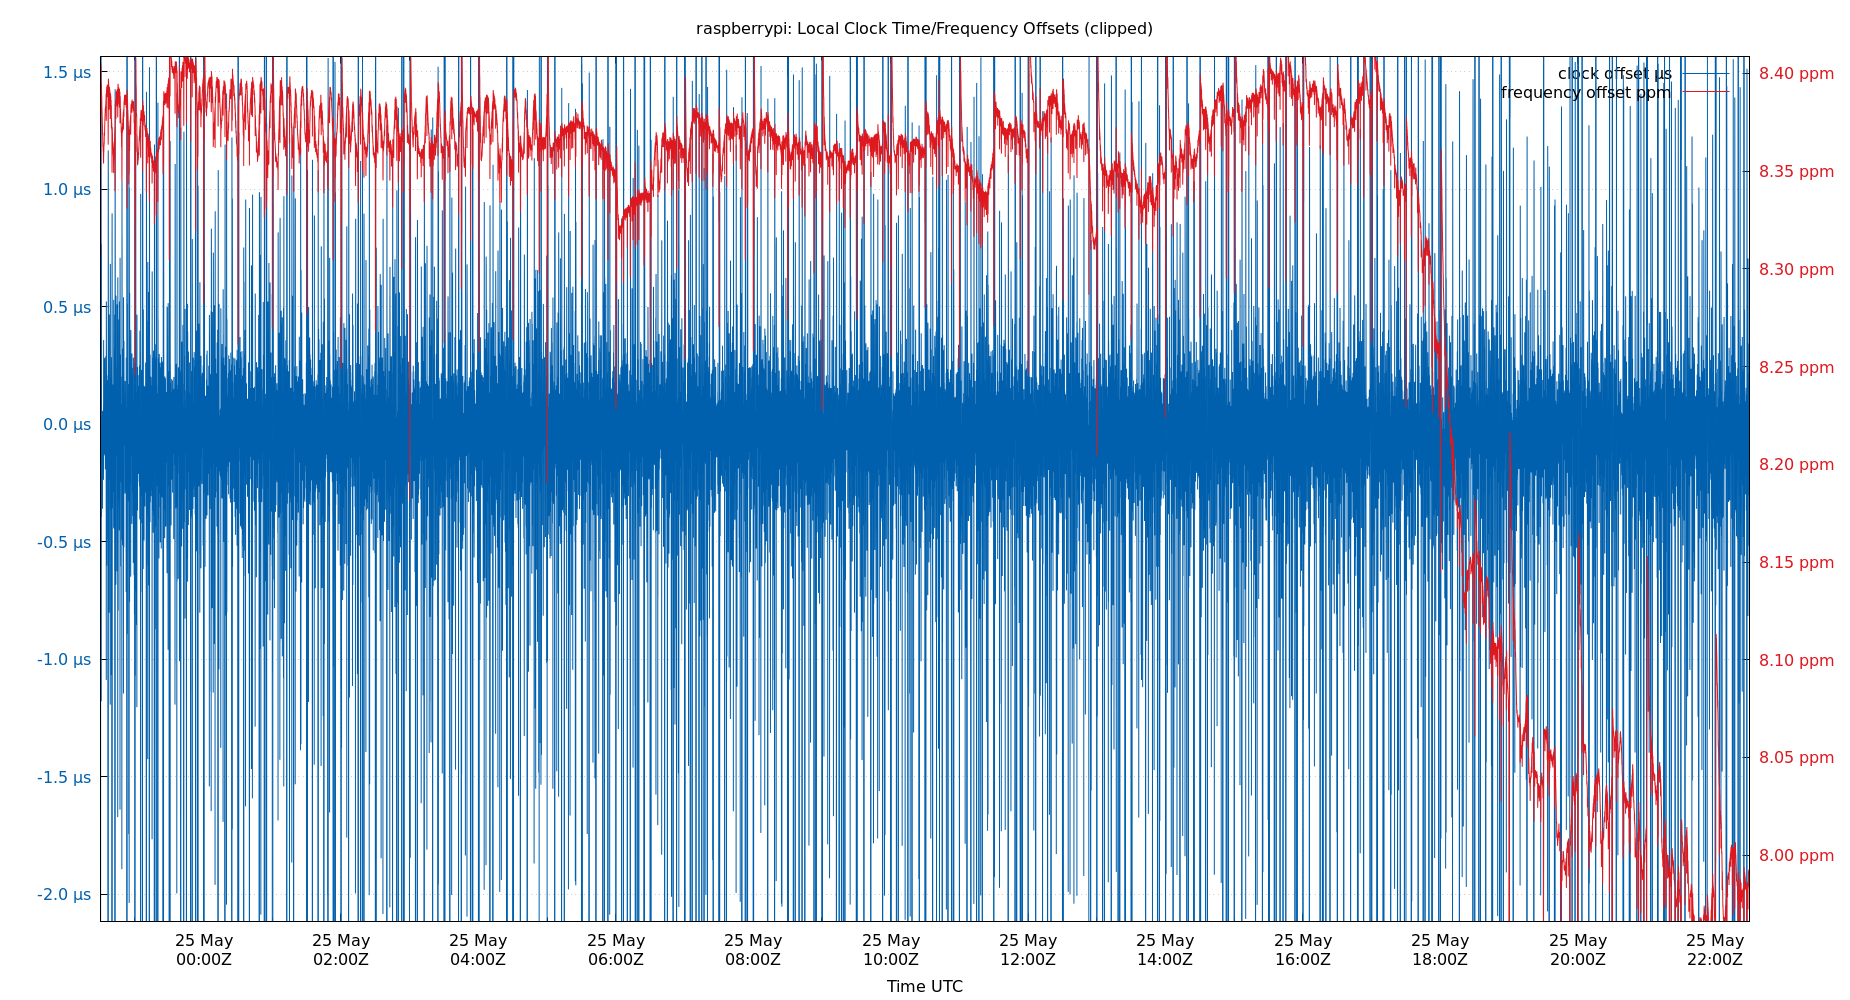 raspberrypi: Local Clock Time/Frequency Offsets (clipped)
clock offset µs
frequency offset ppm
1.5 µs
1.0 µs
0.5 µs
0.0 µs
-0.5 µs
-1.0 µs
-1.5 µs
-2.0 µs
8.40 ppm
8.35 ppm
8.30 ppm
8.25 ppm
8.20 ppm
8.15 ppm
8.10 ppm
8.05 ppm
8.00 ppm
25 May 25 May 25 May 25 May 25 May 25 May 25 May 25 May 25 May 25 May 25 May 25 May
00:00Z 02:00Z 04:00Z 06:00Z 08:00Z 10:00Z 12:00Z 14:00Z 16:00Z 18:00Z 20:00Z 22:00Z
Time UTC